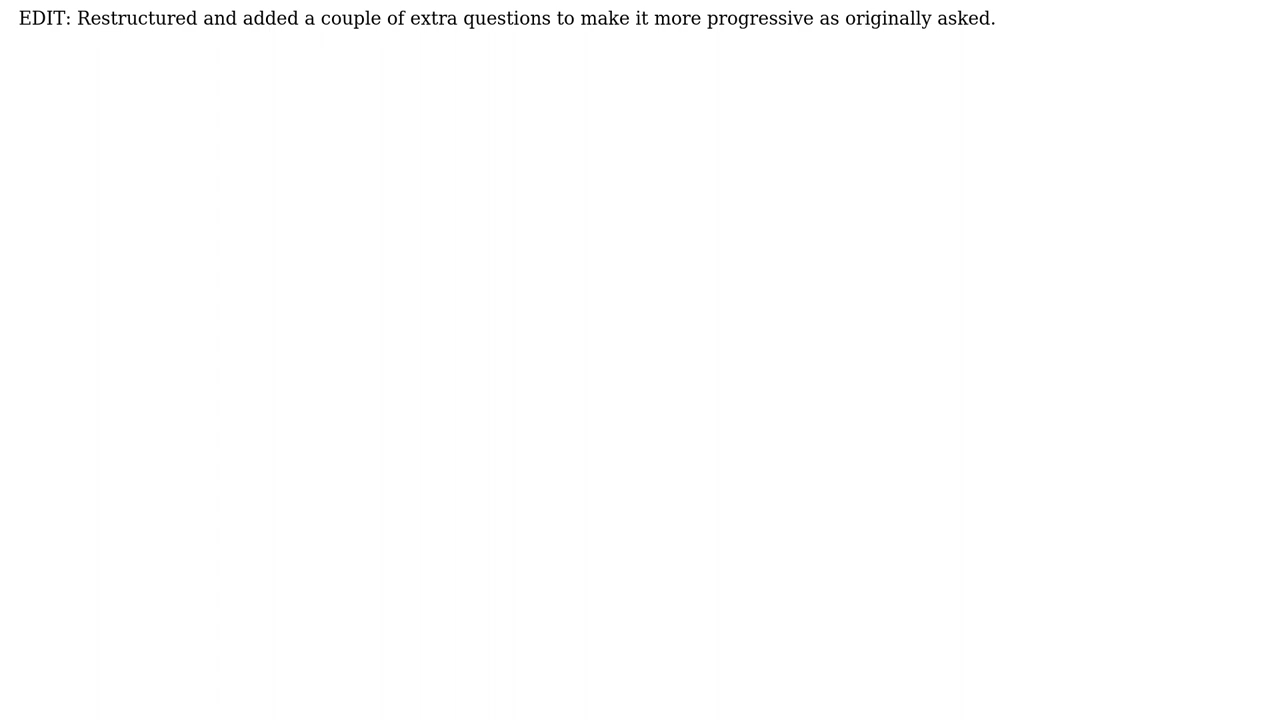 EDIT: Restructured and added a couple of extra questions to make it more progressive as originally asked.